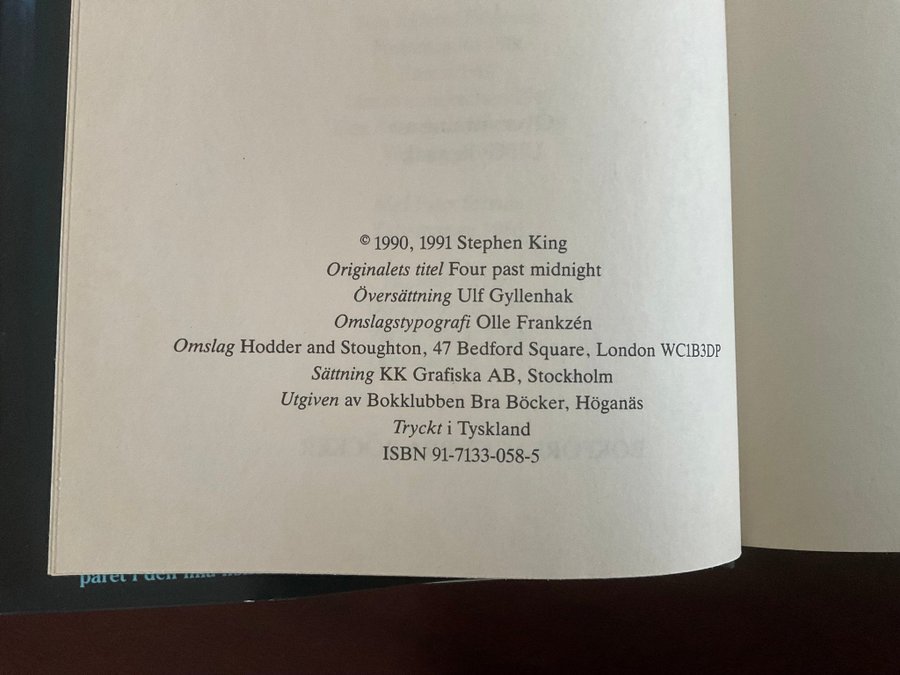 © 1990, 1991 Stephen King
Originalets titel Four past midnight
Översättning Ulf Gyllenhak
Omslagstypografi Olle Frankzén
Omslag Hodder and Stoughton, 47 Bedford Square, London WC1B3DP
Sättning KK Grafiska AB, Stockholm
Utgiven av Bokklubben Bra Böcker, Höganäs
Tryckt i Tyskland
ISBN 91-7133-058-5
paret i den